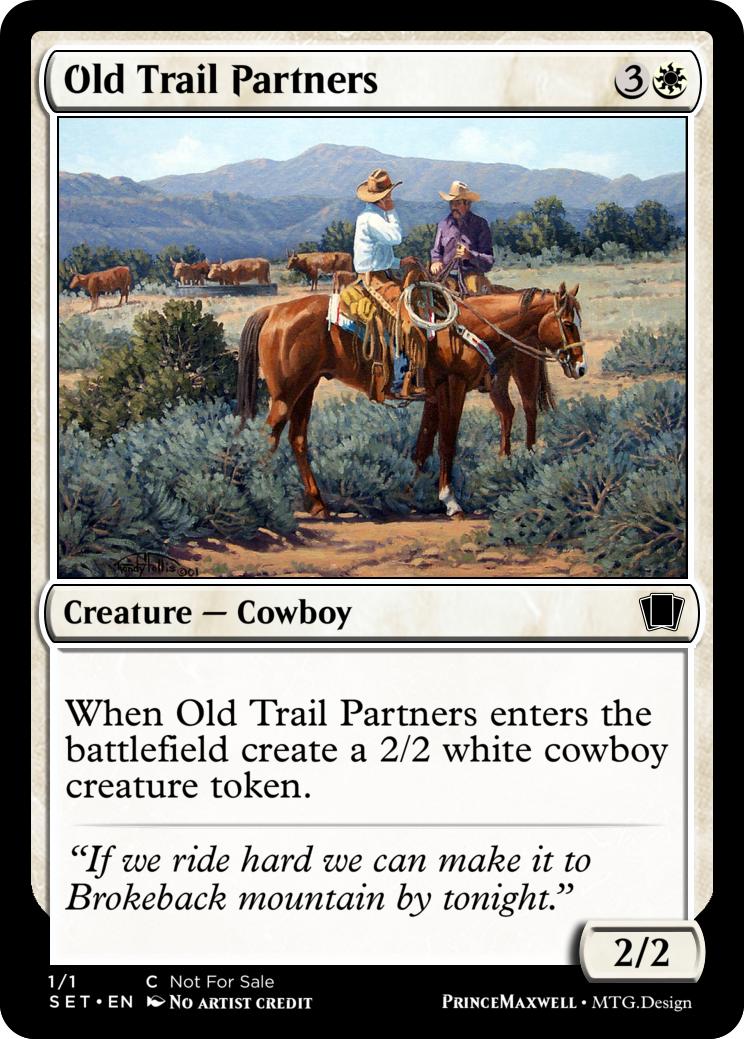 Old Trail Partners 3
©01
Creature — Cowboy
When Old Trail Partners enters the
battlefield create a 2/2 white cowboy
creature token.
“If we ride hard we can make it to
Brokeback mountain by tonight.”
2/2
1/1 C Not For Sale
SET • EN No artist credit PrinceMaxwell • MTG.Design